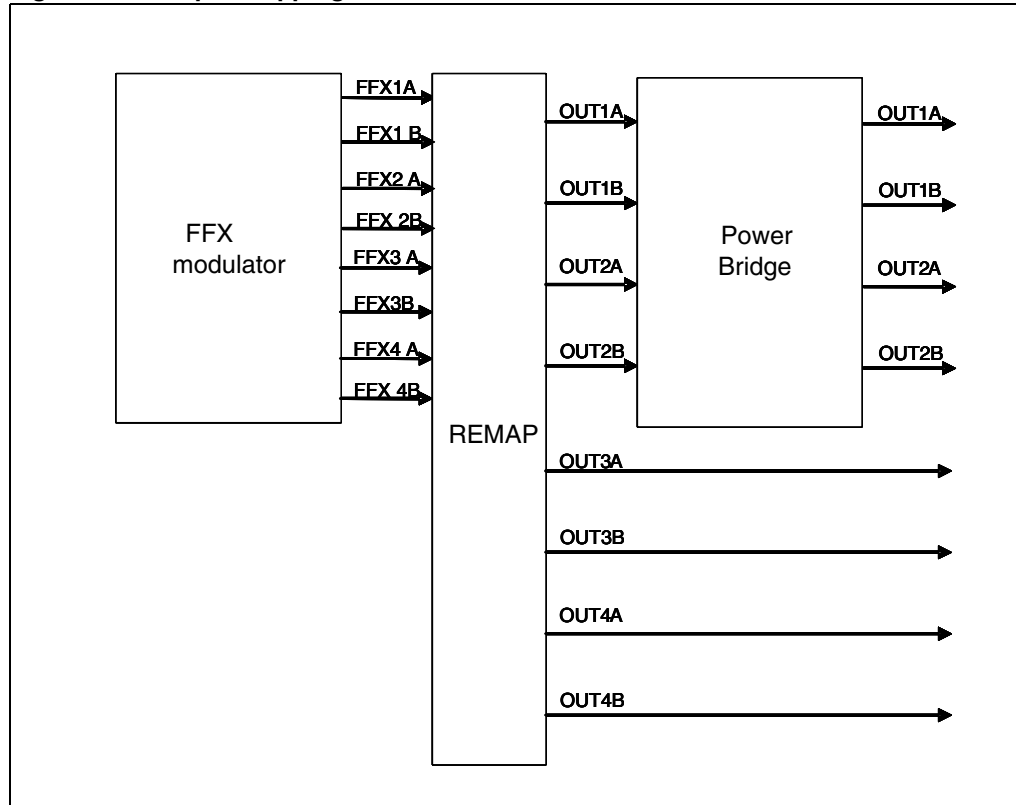 FFX1A
FFX1 B
FFX2 A
FFX 2B
FFX3 A
FFX3B
FFX4 A
FFX 4B
FFX
modulator
REMAP
OUT1A
OUT1B
OUT2A
OUT2B
OUT3A
OUT3B
OUT4A
OUT4B
Power
Bridge
OUT1A
OUT1B
OUT2A
OUT2B